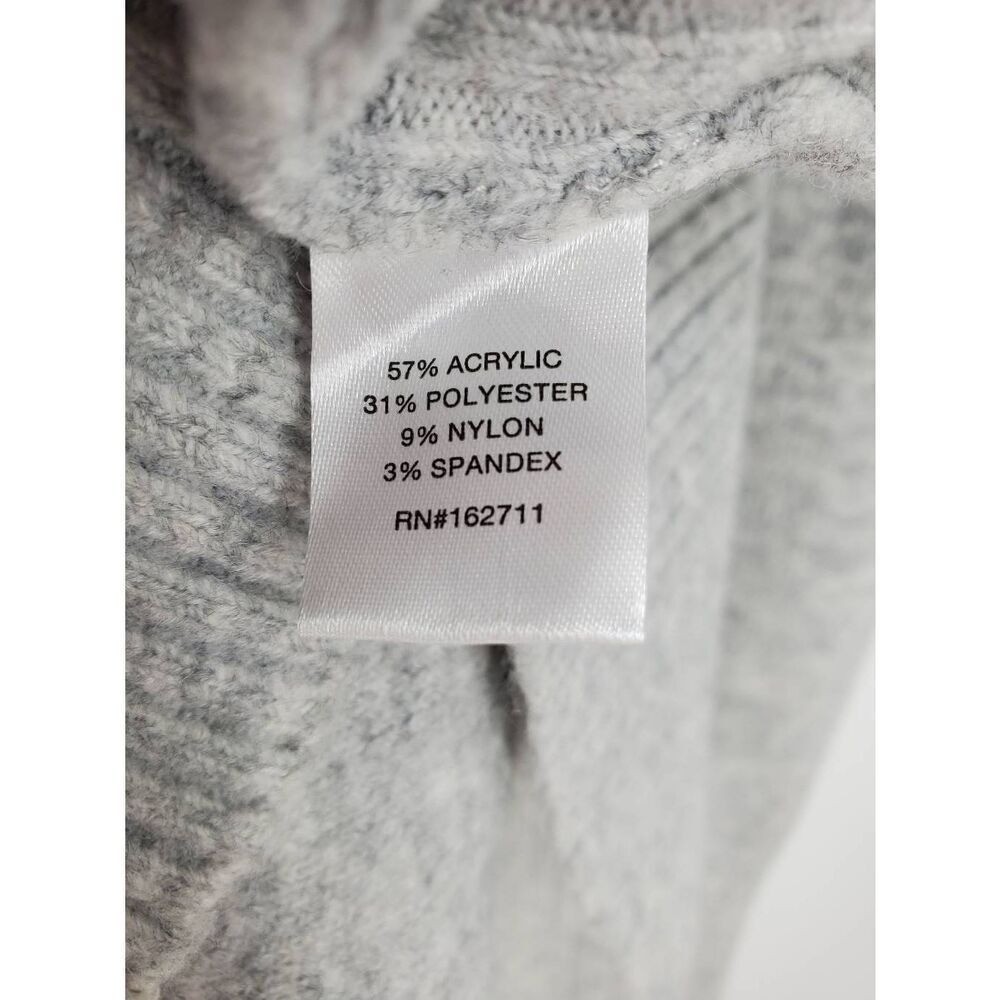 57% ACRYLIC
31% POLYESTER
9% NYLON
3% SPANDEX
RN#162711